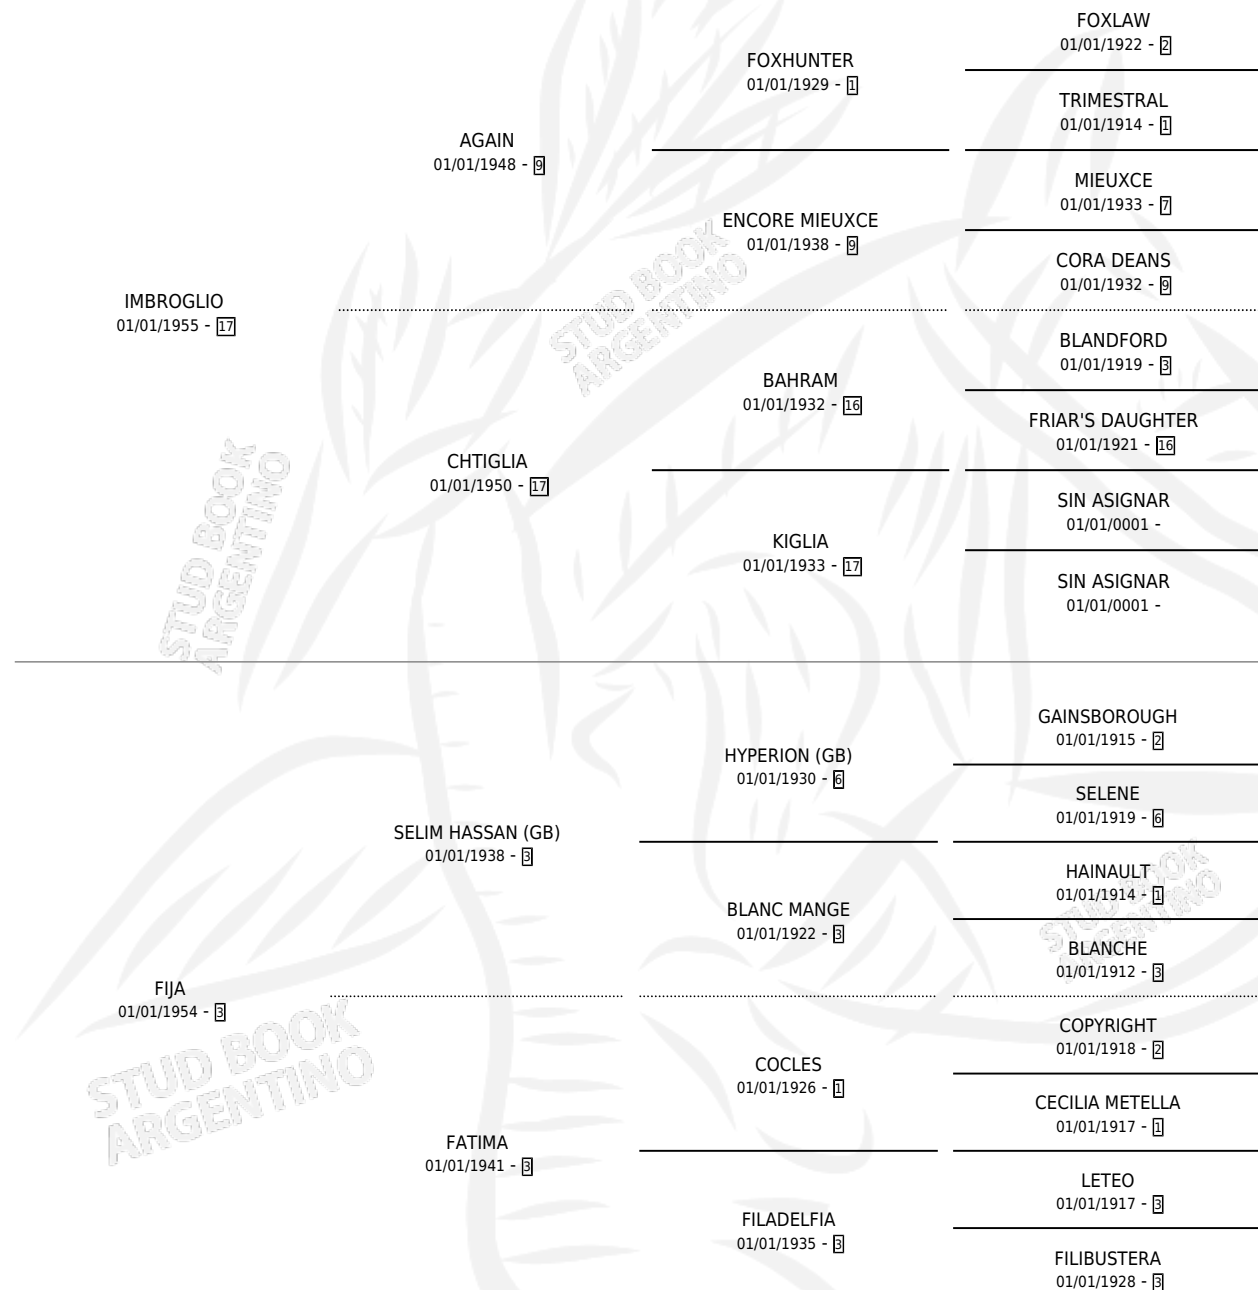 FOXLAW
01/01/1922 - 2
FOXHUNTER
01/01/1929 - 1
TRIMESTRAL
01/01/1914 - 1
AGAIN
01/01/1948 - 9
MIEUXCE
01/01/1933 - 7
ENCORE MIEUXCE
01/01/1938 - 9
CORA DEANS
01/01/1932 - 9
IMBROGLIO
01/01/1955 - 17
BLANDFORD
01/01/1919 - 3
BAHRAM
01/01/1932 - 16
FRIAR'S DAUGHTER
01/01/1921 - 16
CHTIGLIA
01/01/1950 - 17
SIN ASIGNAR
01/01/0001 -
KIGLIA
01/01/1933 - 17
SIN ASIGNAR
01/01/0001 -
GAINSBOROUGH
01/01/1915 - 2
HYPERION (GB)
01/01/1930 - 6
SELENE
01/01/1919 - 6
SELIM HASSAN (GB)
01/01/1938 - 3
HAINAULT
01/01/1914 - 1
BLANC MANGE
01/01/1922 - 3
BLANCHE
01/01/1912 - 3
FIJA
01/01/1954 - 3
COPYRIGHT
01/01/1918 - 2
COCLES
01/01/1926 - 1
CECILIA METELLA
01/01/1917 - 1
FATIMA
01/01/1941 - 3
LETEO
01/01/1917 - 3
FILADELFIA
01/01/1935 - 3
FILIBUSTERA
01/01/1928 - 3
STUD BOOK
ARGENTINO
STUD BOOK
ARGENTINO
STUD BOOK
ARGENTINO
STUD BOOK
ARGENTINO